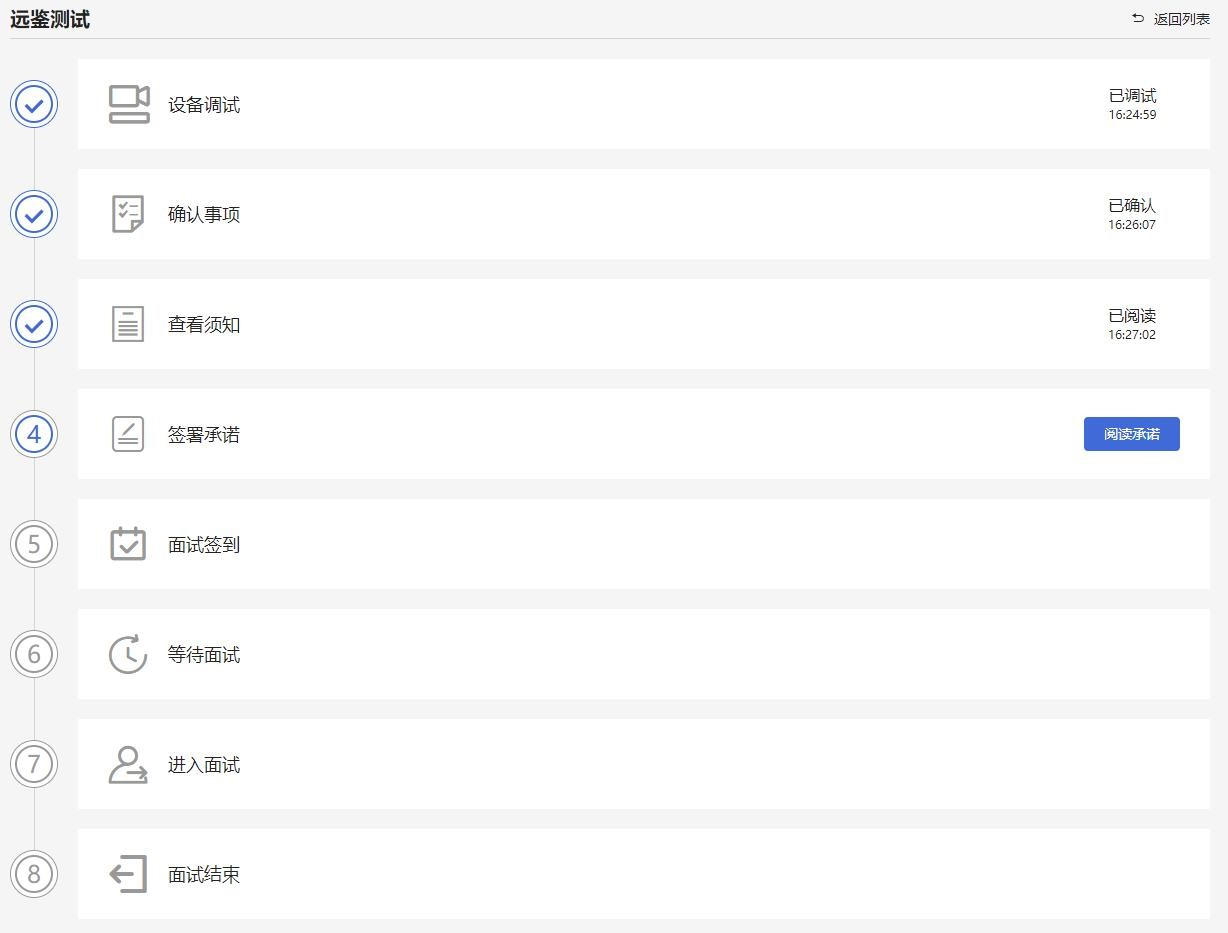 远鉴测试
返回列表
设备调试
已调试
16:24:59
确认事项
已确认
16:26:07
查看须知
已阅读
16:27:02
4
签署承诺
阅读承诺
5
面试签到
6
等待面试
7
进入面试
8
面试结束